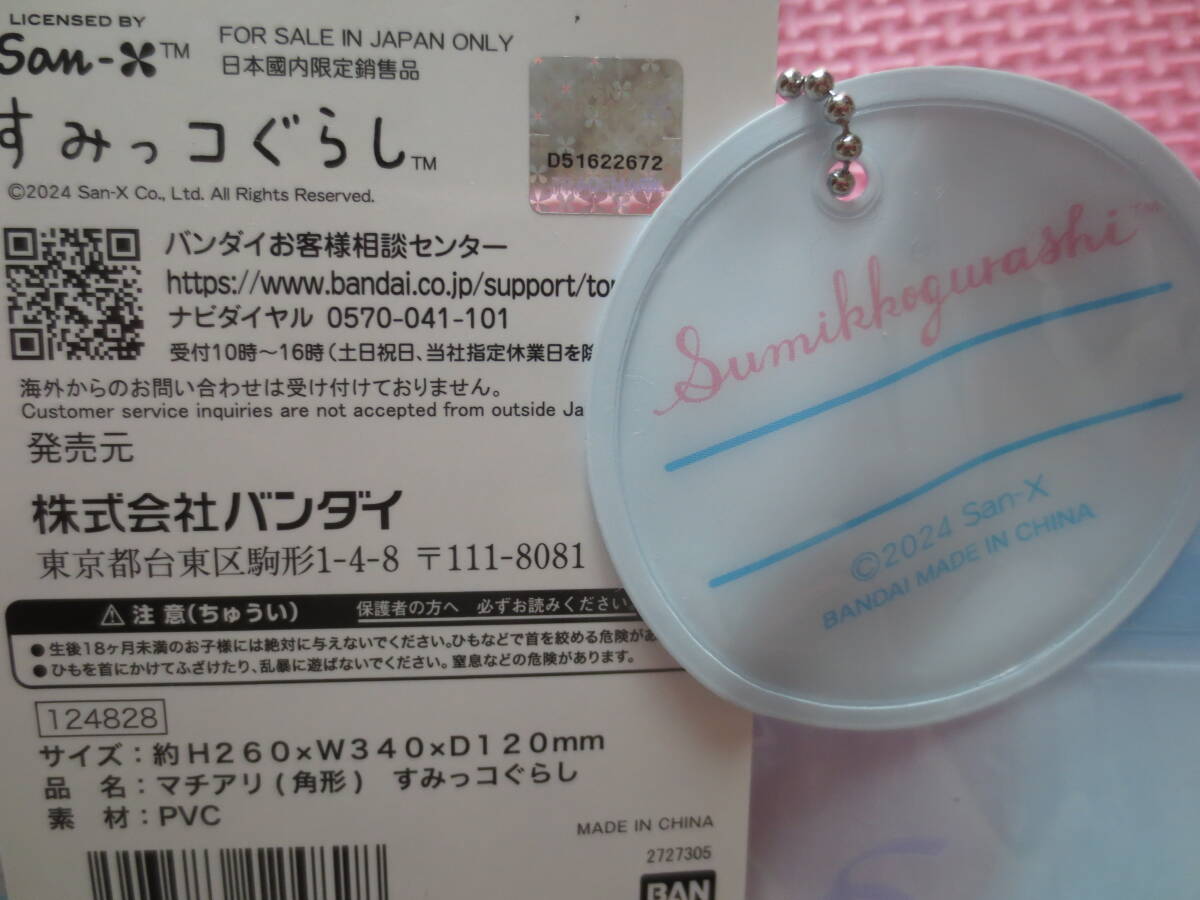 LICENSED BY
San-X™
FOR SALE IN JAPAN ONLY
日本國内限定銷售品
すみっコぐらし™
©2024 San-X Co., Ltd. All Rights Reserved.
D51622672
バンダイお客様相談センター
https://www.bandai.co.jp/support/to
ナビダイヤル 0570-041-101
受付10時～16時(土日祝日、当社指定休業日を除
海外からのお問い合わせは受け付けておりません。
Customer service inquiries are not accepted from outside Ja
発売元
株式会社バンダイ
東京都台東区駒形1-4-8 〒111-8081
⚠ 注意(ちゅうい) 保護者の方へ 必ずお読みください
●生後18ヶ月未満のお子様には絶対に与えないでください。ひもなどで首を絞める危険が
●ひもを首にかけてふざけたり、乱暴に遊ばないでください。窒息などの危険があります。
124828
サイズ：約H260×W340×D120mm
品 名：マチアリ(角形) すみっコぐらし
素 材：PVC
MADE IN CHINA
2727305
BAN
Sumikkogurashi™
©2024 San-X
BANDAI MADE IN CHINA